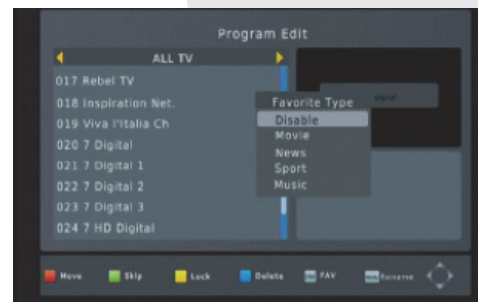 Program Edit
ALL TV
017 Rebel TV
018 Inspiration Net.
019 Viva l'Italia Ch
020 7 Digital
021 7 Digital 1
022 7 Digital 2
023 7 Digital 3
024 7 HD Digital
Favorite Type
Disable
Movie
News
Sport
Music
Move Skip Lock Delete FAV Rename